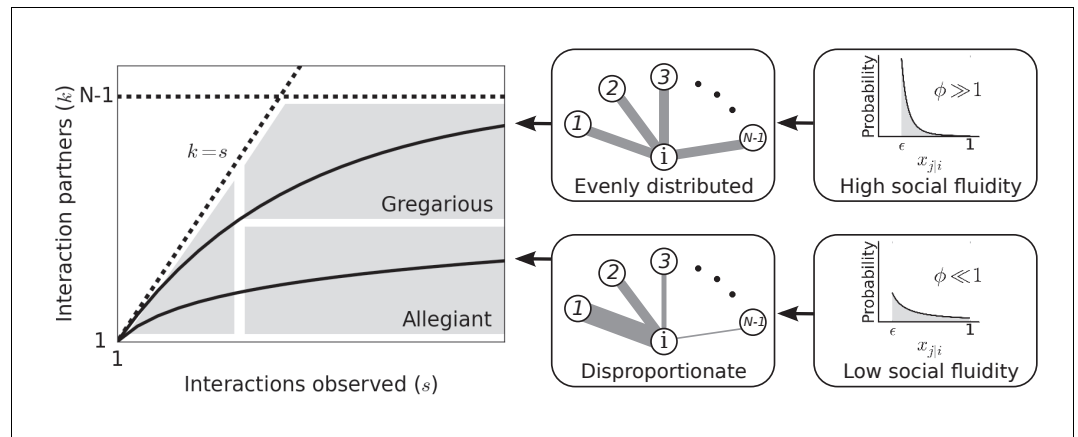 Interaction partners (k)
N-1
k=s
Gregarious
Allegiant
1
1
Interactions observed (s)
1
2
3
i
N-1
Evenly distributed
1
2
3
i
N-1
Disproportionate
Probability
ϕ≫1
ϵ
1
x_{j|i}
High social fluidity
Probability
ϕ≪1
ϵ
1
x_{j|i}
Low social fluidity